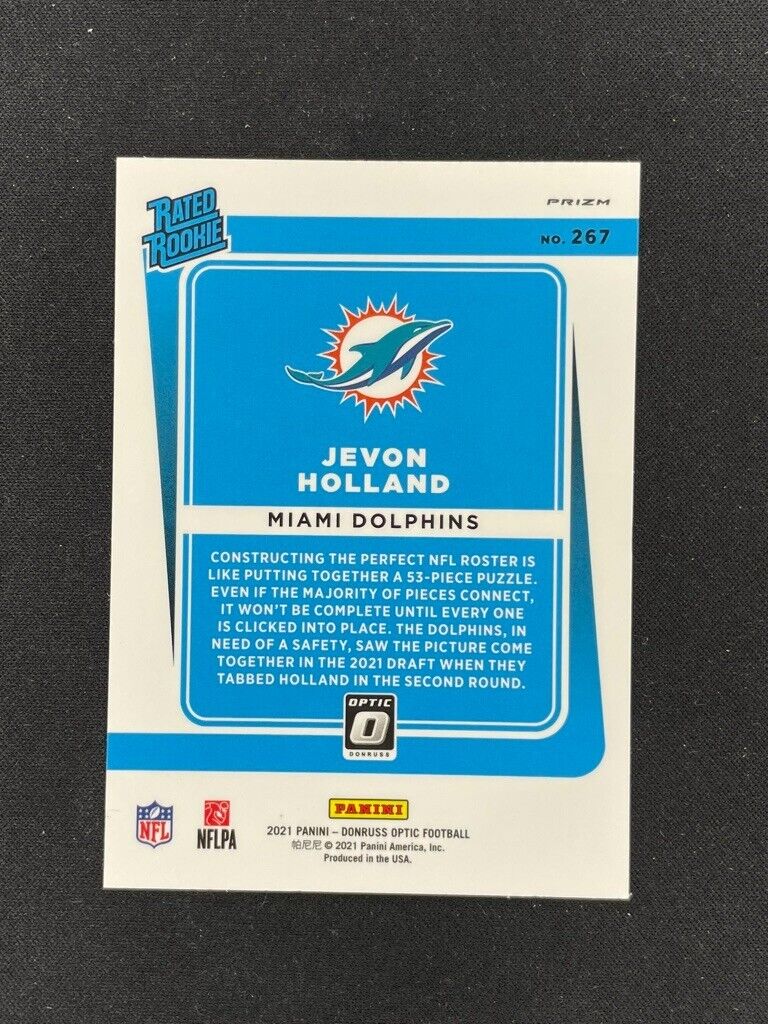 RATED
ROOKIE
PRIZM
NO. 267
JEVON
HOLLAND
MIAMI DOLPHINS
CONSTRUCTING THE PERFECT NFL ROSTER IS
LIKE PUTTING TOGETHER A 53-PIECE PUZZLE.
EVEN IF THE MAJORITY OF PIECES CONNECT,
IT WON'T BE COMPLETE UNTIL EVERY ONE
IS CLICKED INTO PLACE. THE DOLPHINS, IN
NEED OF A SAFETY, SAW THE PICTURE COME
TOGETHER IN THE 2021 DRAFT WHEN THEY
TABBED HOLLAND IN THE SECOND ROUND.
OPTIC
O
DONRUSS
PANINI
NFL
NFLPA
2021 PANINI – DONRUSS OPTIC FOOTBALL
帕尼尼 © 2021 Panini America, Inc.
Produced in the USA.